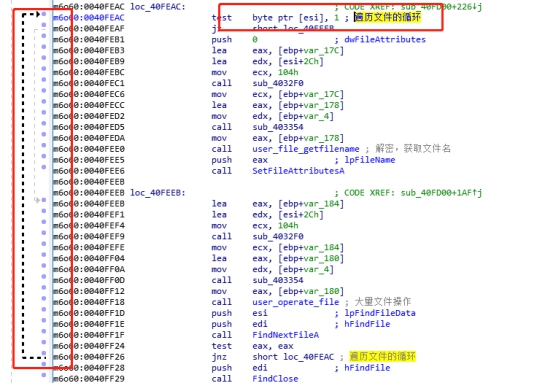 m6o60:0040FEAC loc_40FEAC: ; CODE XREF: sub_40FD00+226↓j
m6o60:0040FEAC test byte ptr [esi], 1 ; 遍历文件的循环
m6o60:0040FEAF jz short loc_40FEEB
m6o60:0040FEB1 push 0 ; dwFileAttributes
m6o60:0040FEB3 lea eax, [ebp+var_17C]
m6o60:0040FEB9 lea edx, [esi+2Ch]
m6o60:0040FEBC mov ecx, 104h
m6o60:0040FEC1 call sub_4032F0
m6o60:0040FEC6 mov ecx, [ebp+var_17C]
m6o60:0040FECC lea eax, [ebp+var_178]
m6o60:0040FED2 mov edx, [ebp+var_4]
m6o60:0040FED5 call sub_403354
m6o60:0040FEDA mov eax, [ebp+var_178]
m6o60:0040FEE0 call user_file_getfilename ; 解密，获取文件名
m6o60:0040FEE5 push eax ; lpFileName
m6o60:0040FEE6 call SetFileAttributesA
m6o60:0040FEEB
m6o60:0040FEEB loc_40FEEB: ; CODE XREF: sub_40FD00+1AF↑j
m6o60:0040FEEB lea eax, [ebp+var_184]
m6o60:0040FEF1 lea edx, [esi+2Ch]
m6o60:0040FEF4 mov ecx, 104h
m6o60:0040FEF9 call sub_4032F0
m6o60:0040FEFE mov ecx, [ebp+var_184]
m6o60:0040FF04 lea eax, [ebp+var_180]
m6o60:0040FF0A mov edx, [ebp+var_4]
m6o60:0040FF0D call sub_403354
m6o60:0040FF12 mov eax, [ebp+var_180]
m6o60:0040FF18 call user_operate_file ; 大量文件操作
m6o60:0040FF1D push esi ; lpFindFileData
m6o60:0040FF1E push edi ; hFindFile
m6o60:0040FF1F call FindNextFileA
m6o60:0040FF24 test eax, eax
m6o60:0040FF26 jnz short loc_40FEAC ; 遍历文件的循环
m6o60:0040FF28 push edi ; hFindFile
m6o60:0040FF29 call FindClose